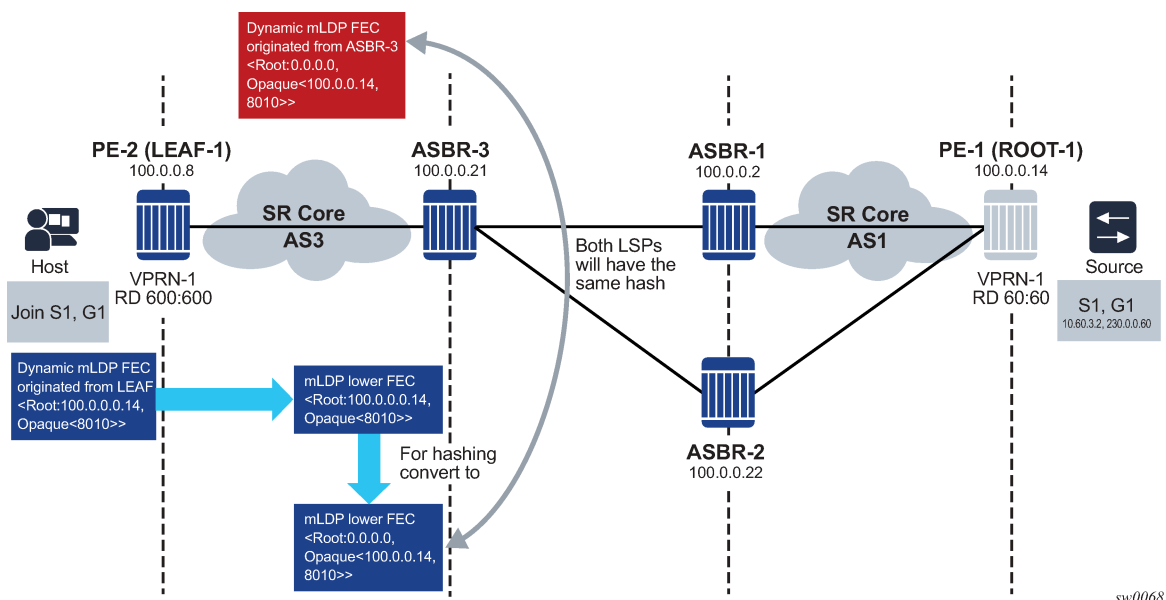 Dynamic mLDP FEC
originated from ASBR-3
<Root:0.0.0.0,
Opaque<100.0.0.14,
8010>>
PE-2 (LEAF-1)
100.0.0.8
ASBR-3
100.0.0.21
ASBR-1
100.0.0.2
PE-1 (ROOT-1)
100.0.0.14
SR Core
AS3
SR Core
AS1
Both LSPs
will have the
same hash
Host
VPRN-1
RD 600:600
VPRN-1
RD 60:60
Source
Join S1, G1
S1, G1
10.60.3.2, 230.0.0.60
Dynamic mLDP FEC
originated from LEAF
<Root:100.0.0.0.14,
Opaque<8010>>
mLDP lower FEC
<Root:100.0.0.0.14,
Opaque<8010>>
For hashing
convert to
ASBR-2
100.0.0.22
mLDP lower FEC
<Root:0.0.0.0,
Opaque<100.0.0.14,
8010>>
sw0068